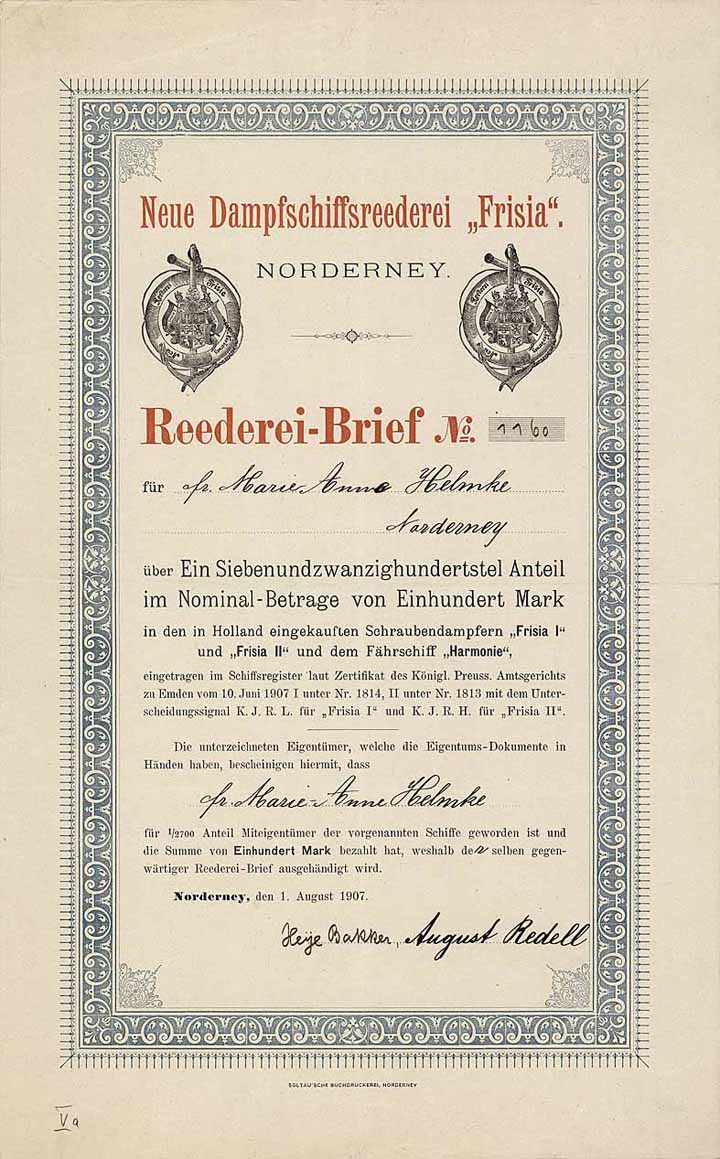 Neue Dampfschiffsreederei „Frisia“.
NORDERNEY.
Reederei-Brief No. 1160
für fr. Marie Anne Helmke
Norderney
über Ein Siebenundzwanzighundertstel Anteil
im Nominal-Betrage von Einhundert Mark
in den in Holland eingekauften Schraubendampfern „Frisia I“
und „Frisia II“ und dem Fährschiff „Harmonie“,
eingetragen im Schiffsregister laut Zertifikat des Königl. Preuss. Amtsgerichts
zu Emden vom 10. Juni 1907 I unter Nr. 1814, II unter Nr. 1813 mit dem Unter-
scheidungssignal K. J. R. L. für „Frisia I“ und K. J. R. H. für „Frisia II“.
Die unterzeichneten Eigentümer, welche die Eigentums-Dokumente in
Händen haben, bescheinigen hiermit, dass
fr. Marie-Anne Helmke
für 1/2700 Anteil Miteigentümer der vorgenannten Schiffe geworden ist und
die Summe von Einhundert Mark bezahlt hat, weshalb der selben gegen-
wärtiger Reederei-Brief ausgehändigt wird.
Norderney, den 1. August 1907.
Heye Bakker, August Redell
SOLTAU'SCHE BUCHDRUCKEREI, NORDERNEY
V a